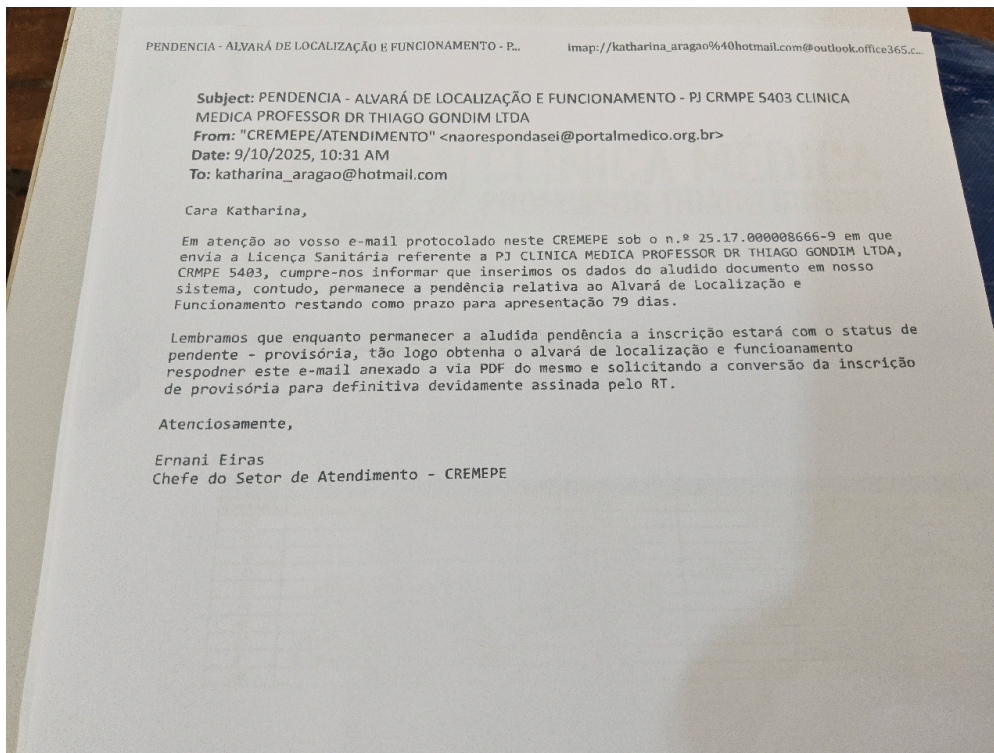 PENDENCIA - ALVARÁ DE LOCALIZAÇÃO E FUNCIONAMENTO - P...
imap://katharina_aragao%40hotmail.com@outlook.office365.c...
Subject: PENDENCIA - ALVARÁ DE LOCALIZAÇÃO E FUNCIONAMENTO - PJ CRMPE 5403 CLINICA
MEDICA PROFESSOR DR THIAGO GONDIM LTDA
From: "CREMEPE/ATENDIMENTO" <naorespondasei@portalmedico.org.br>
Date: 9/10/2025, 10:31 AM
To: katharina_aragao@hotmail.com
Cara Katharina,
Em atenção ao vosso e-mail protocolado neste CREMEPE sob o n.º 25.17.000008666-9 em que
envia a Licença Sanitária referente a PJ CLINICA MEDICA PROFESSOR DR THIAGO GONDIM LTDA,
CRMPE 5403, cumpre-nos informar que inserimos os dados do aludido documento em nosso
sistema, contudo, permanece a pendência relativa ao Alvará de Localização e
Funcionamento restando como prazo para apresentação 79 dias.
Lembramos que enquanto permanecer a aludida pendência a inscrição estará com o status de
pendente - provisória, tão logo obtenha o alvará de localização e funcioanamento
respodner este e-mail anexado a via PDF do mesmo e solicitando a conversão da inscrição
de provisória para definitiva devidamente assinada pelo RT.
Atenciosamente,
Ernani Eiras
Chefe do Setor de Atendimento - CREMEPE